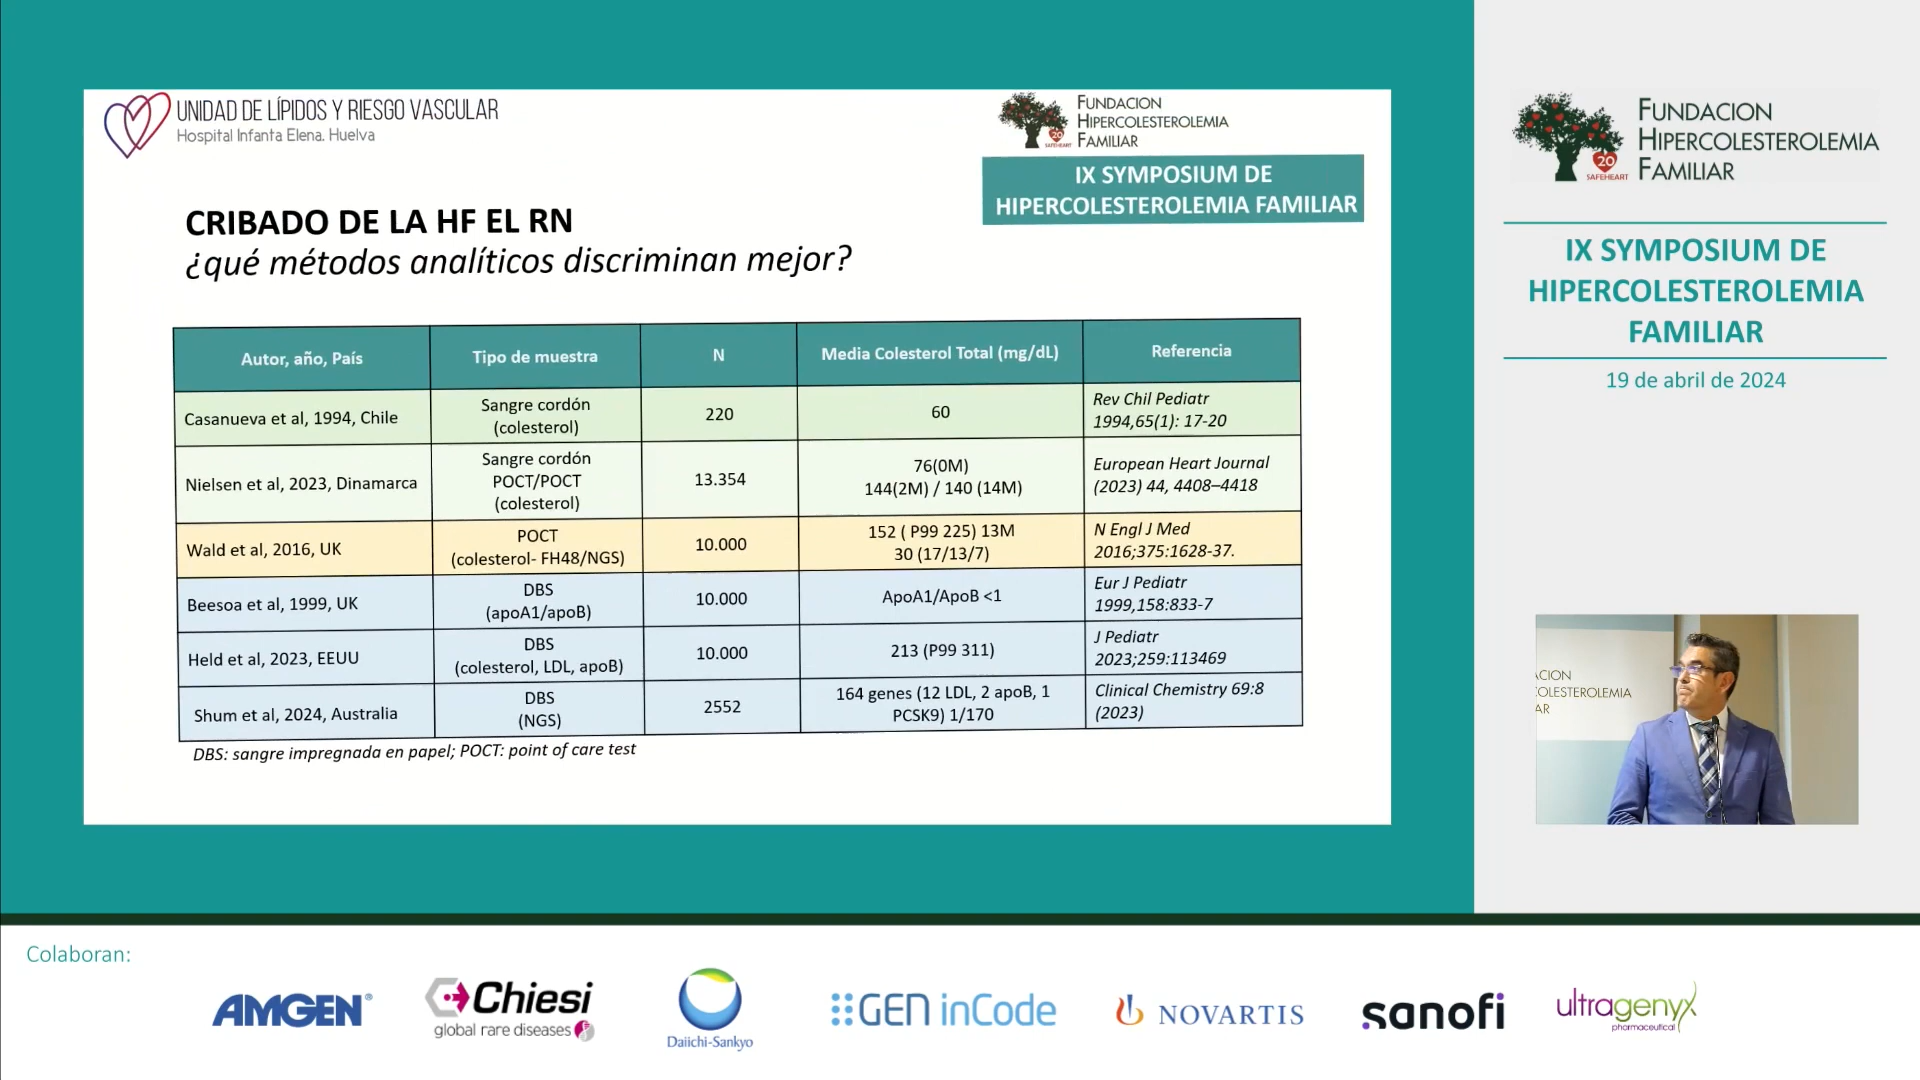 UNIDAD DE LÍPIDOS Y RIESGO VASCULAR
Hospital Infanta Elena. Huelva
FUNDACION
HIPERCOLESTEROLEMIA
FAMILIAR
20
SAFEHEART
IX SYMPOSIUM DE
HIPERCOLESTEROLEMIA FAMILIAR
CRIBADO DE LA HF EL RN
¿qué métodos analíticos discriminan mejor?
Autor, año, País
Tipo de muestra
N
Media Colesterol Total (mg/dL)
Referencia
Casanueva et al, 1994, Chile
Sangre cordón
(colesterol)
220
60
Rev Chil Pediatr
1994,65(1): 17-20
Nielsen et al, 2023, Dinamarca
Sangre cordón
POCT/POCT
(colesterol)
13.354
76(0M)
144(2M) / 140 (14M)
European Heart Journal
(2023) 44, 4408–4418
Wald et al, 2016, UK
POCT
(colesterol- FH48/NGS)
10.000
152 ( P99 225) 13M
30 (17/13/7)
N Engl J Med
2016;375:1628-37.
Beesoa et al, 1999, UK
DBS
(apoA1/apoB)
10.000
ApoA1/ApoB <1
Eur J Pediatr
1999,158:833-7
Held et al, 2023, EEUU
DBS
(colesterol, LDL, apoB)
10.000
213 (P99 311)
J Pediatr
2023;259:113469
Shum et al, 2024, Australia
DBS
(NGS)
2552
164 genes (12 LDL, 2 apoB, 1
PCSK9) 1/170
Clinical Chemistry 69:8
(2023)
DBS: sangre impregnada en papel; POCT: point of care test
FUNDACION
HIPERCOLESTEROLEMIA
FAMILIAR
20
SAFEHEART
IX SYMPOSIUM DE
HIPERCOLESTEROLEMIA
FAMILIAR
19 de abril de 2024
ACION
COLESTEROLEMIA
AR
Colaboran:
AMGEN®
Chiesi
global rare diseases
Daiichi-Sankyo
GEN inCode
NOVARTIS
sanofi
ultragenyx
pharmaceutical